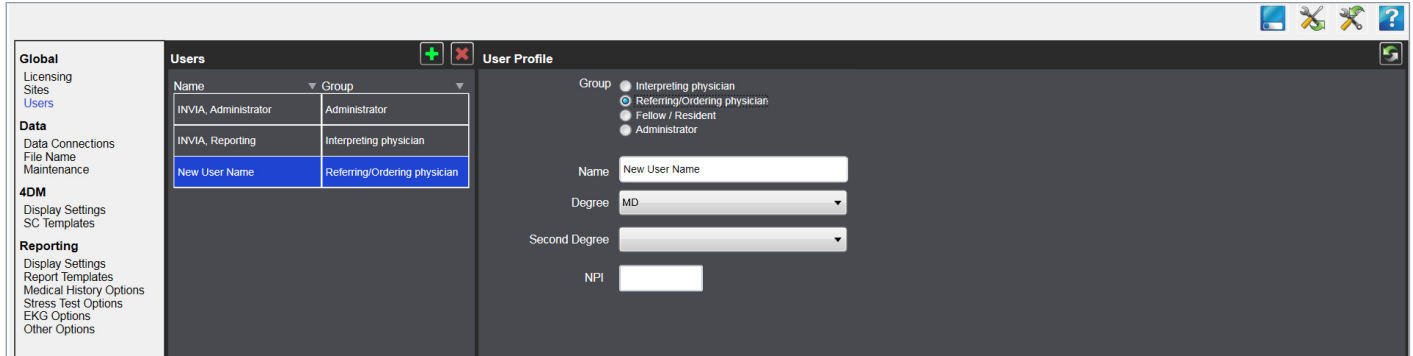 Global
Licensing
Sites
Users
Data
Data Connections
File Name
Maintenance
4DM
Display Settings
SC Templates
Reporting
Display Settings
Report Templates
Medical History Options
Stress Test Options
EKG Options
Other Options
Users
Name Group
INVIA, Administrator Administrator
INVIA, Reporting Interpreting physician
New User Name Referring/Ordering physician
User Profile
Group Interpreting physician
Referring/Ordering physician
Fellow / Resident
Administrator
Name New User Name
Degree MD
Second Degree
NPI